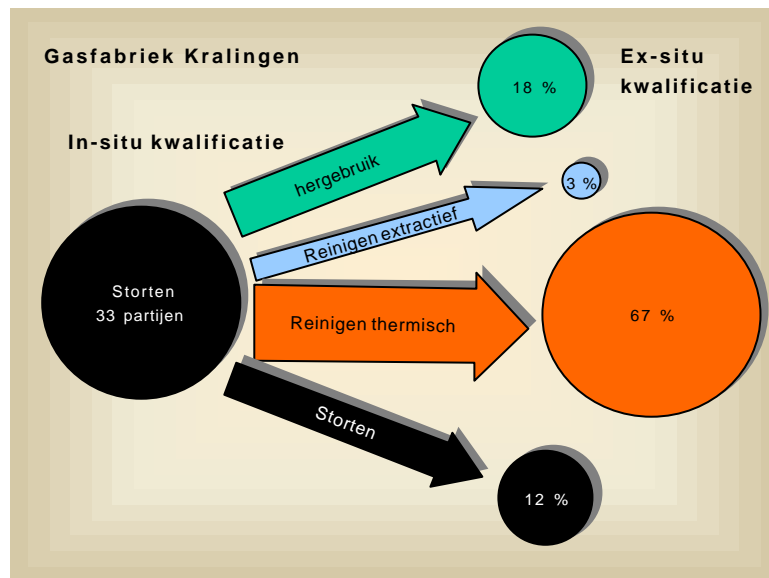 Gasfabriek Kralingen
Ex-situ
kwalificatie
18 %
In-situ kwalificatie
hergebruik
3 %
Reinigen extractief
Storten
33 partijen
Reinigen thermisch
67 %
Storten
12 %